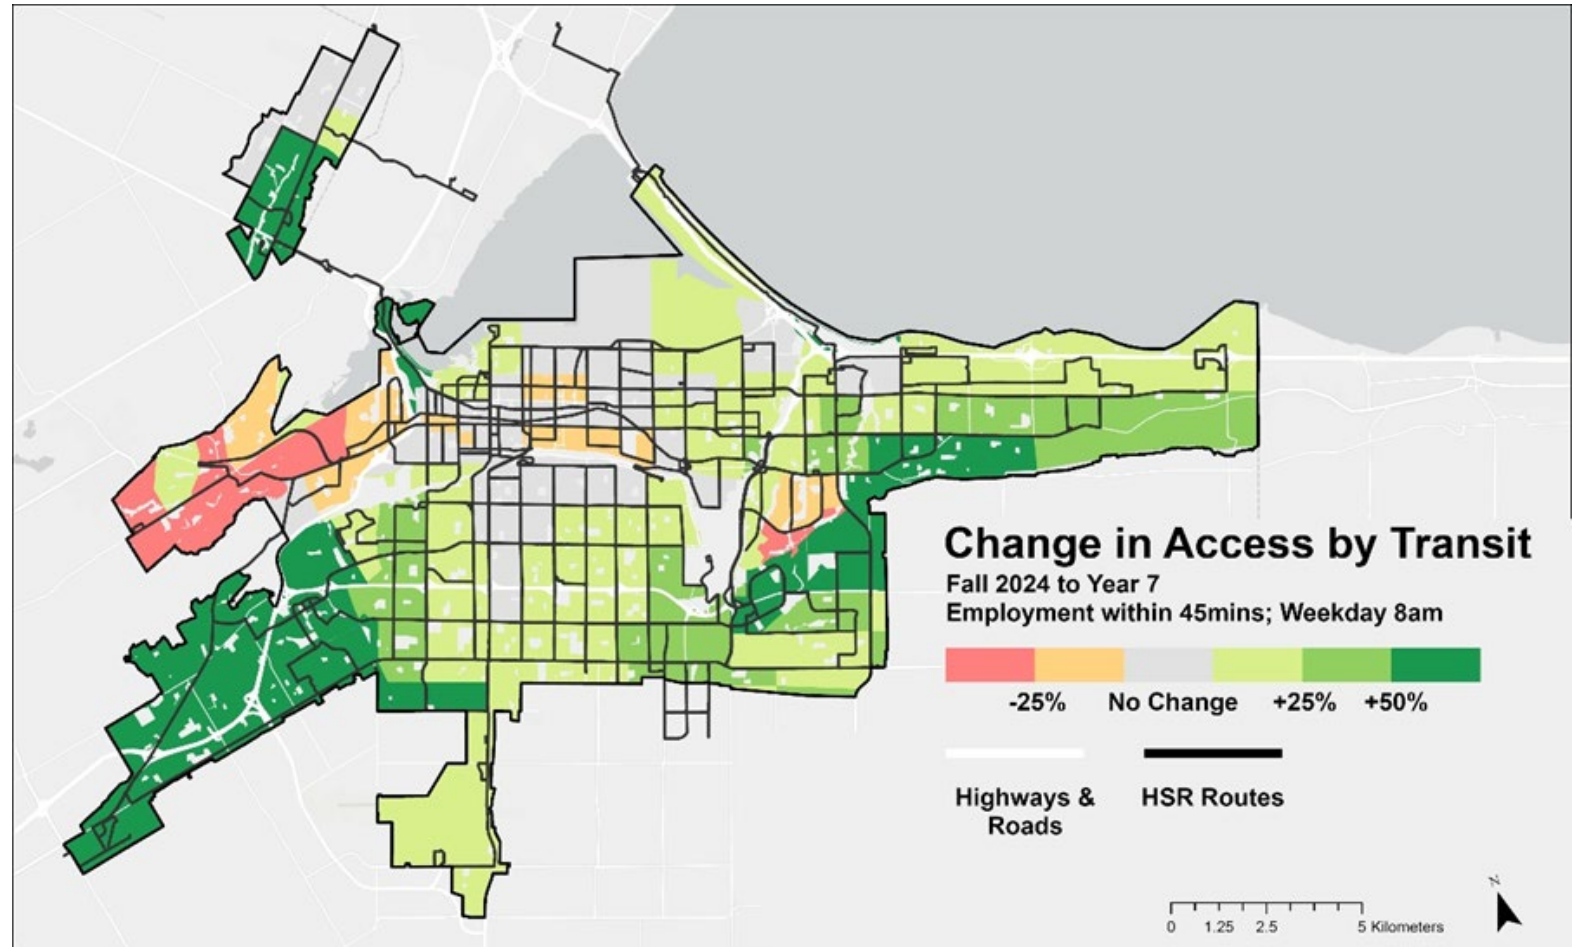 Change in Access by Transit
Fall 2024 to Year 7
Employment within 45mins; Weekday 8am
-25% No Change +25% +50%
Highways & HSR Routes
Roads
N
0 1.25 2.5 5 Kilometers